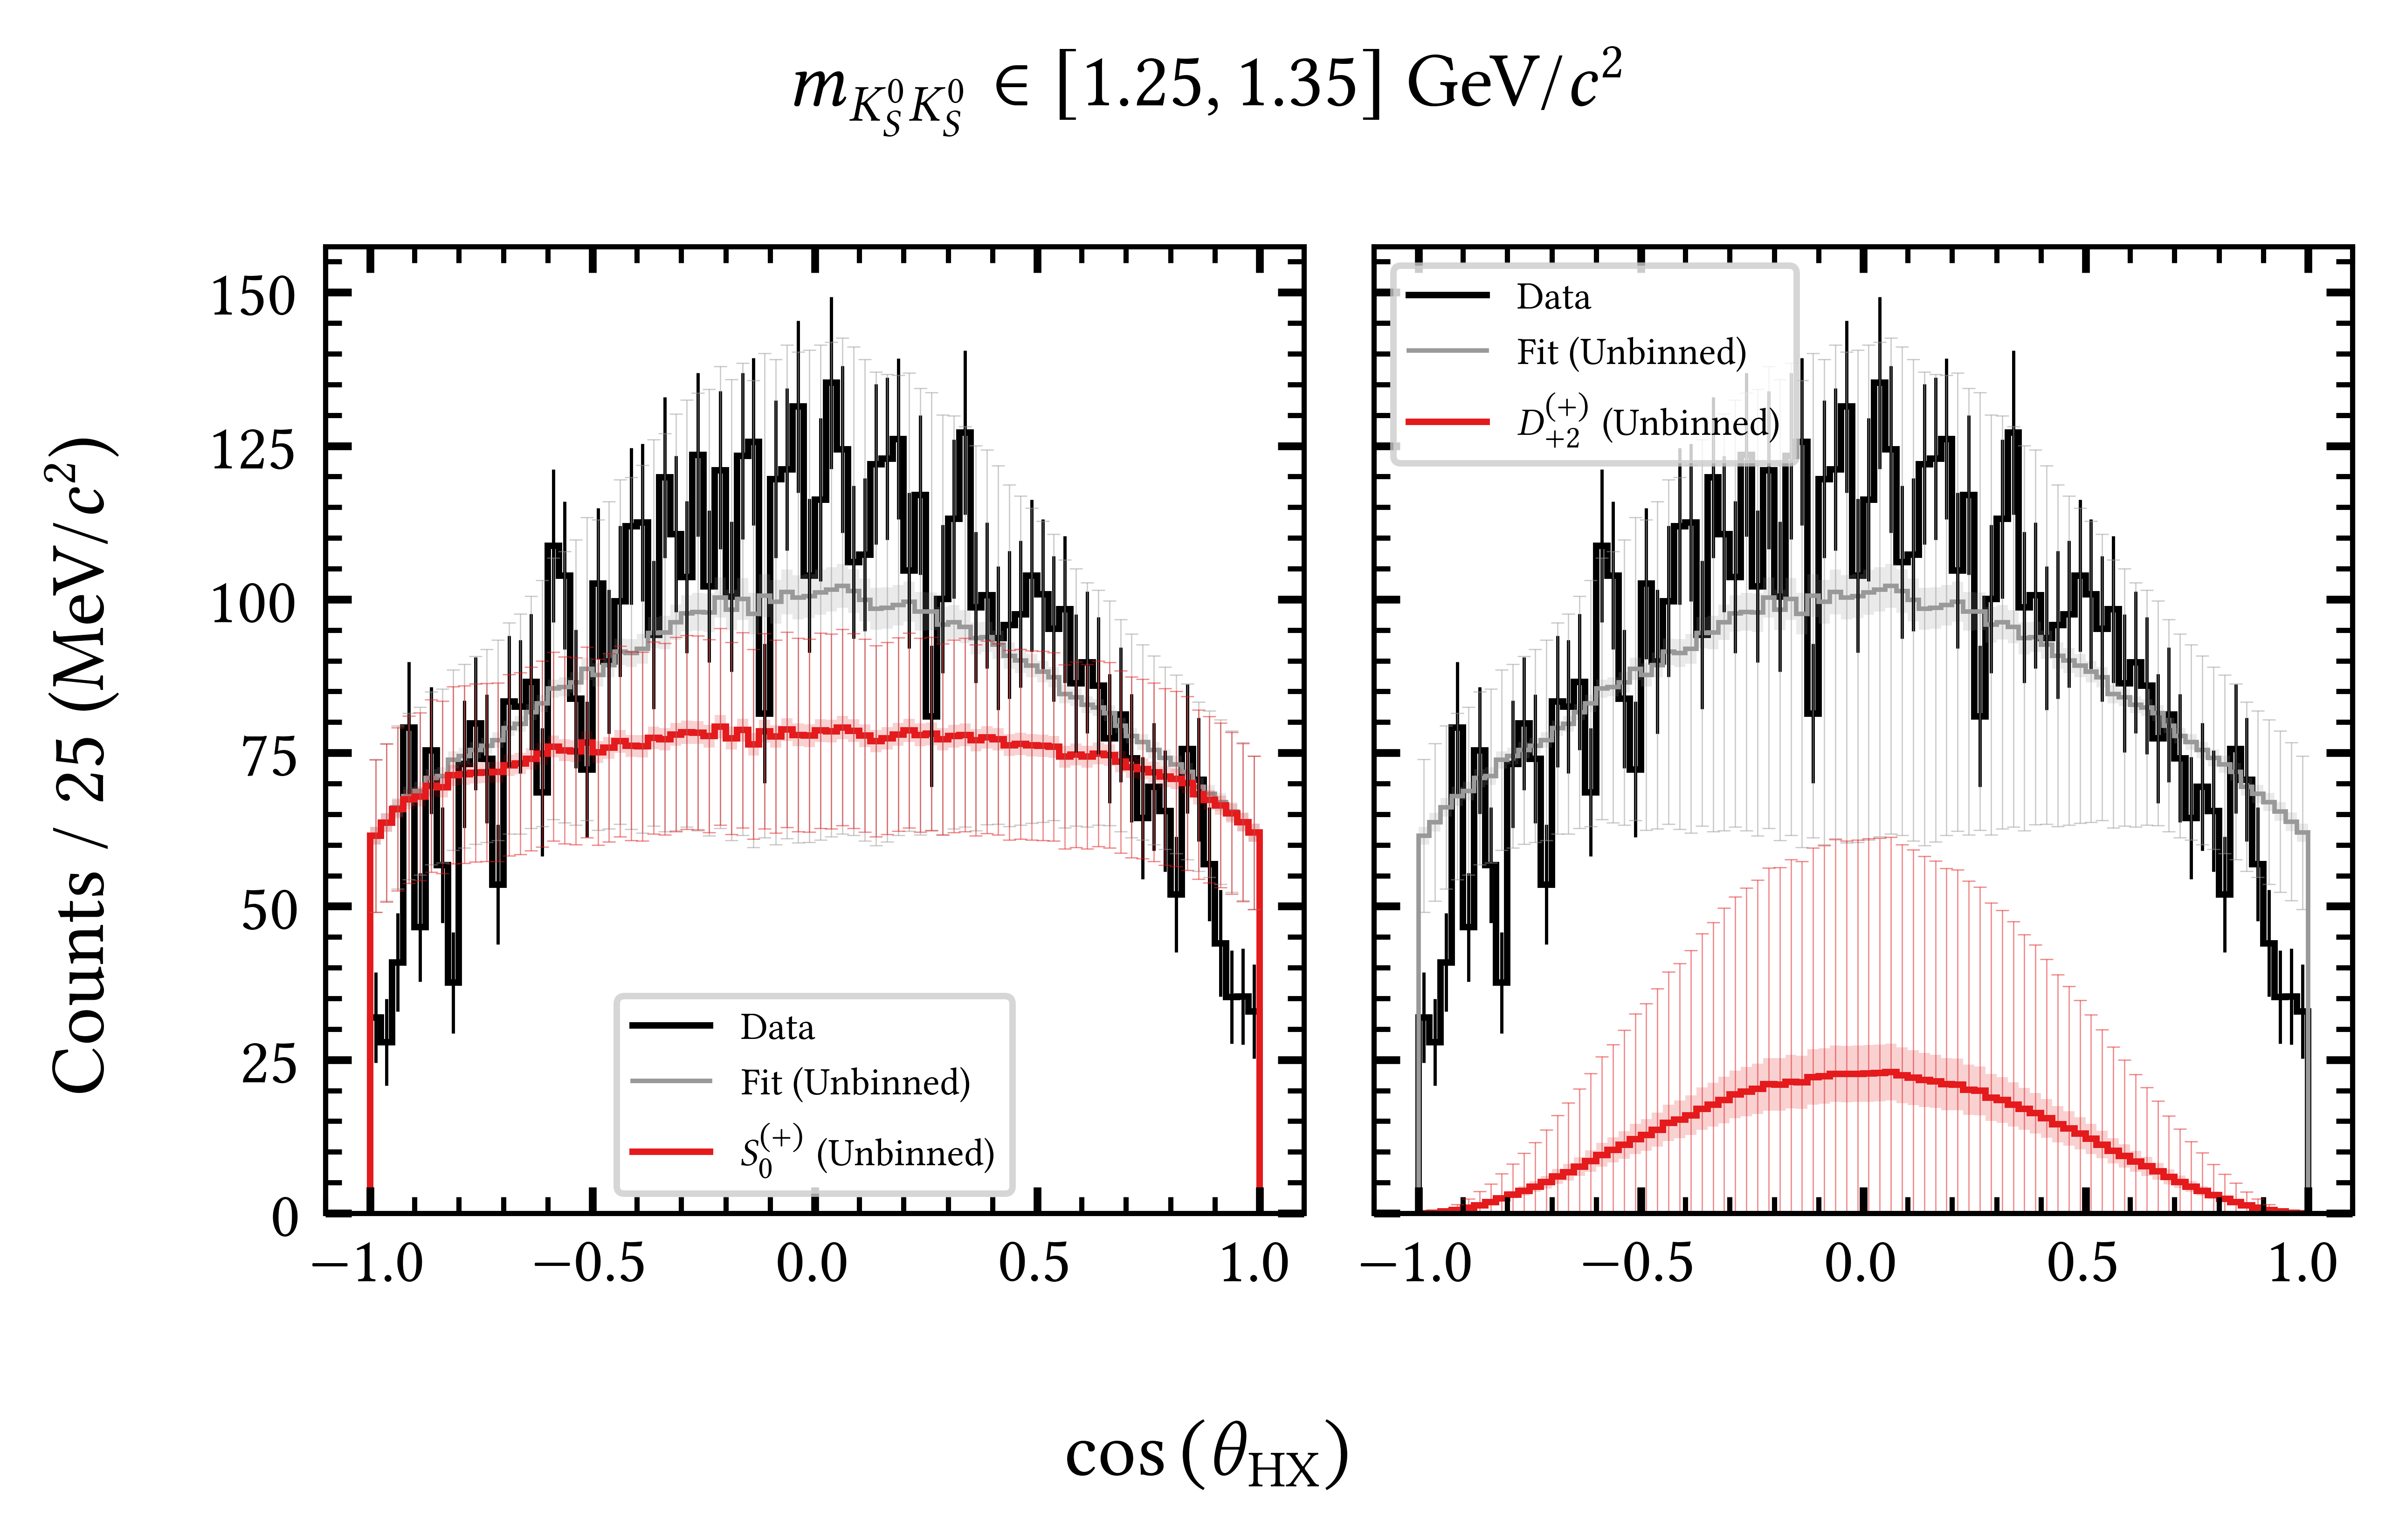 m_{K_S^0 K_S^0} ∈ [1.25, 1.35] GeV/c²
Counts / 25 (MeV/c²)
150
125
100
75
50
25
0
Data
Fit (Unbinned)
S_0^{(+)} (Unbinned)
−1.0 −0.5 0.0 0.5 1.0
Data
Fit (Unbinned)
D_{+2}^{(+)} (Unbinned)
−1.0 −0.5 0.0 0.5 1.0
cos (θ_{HX})